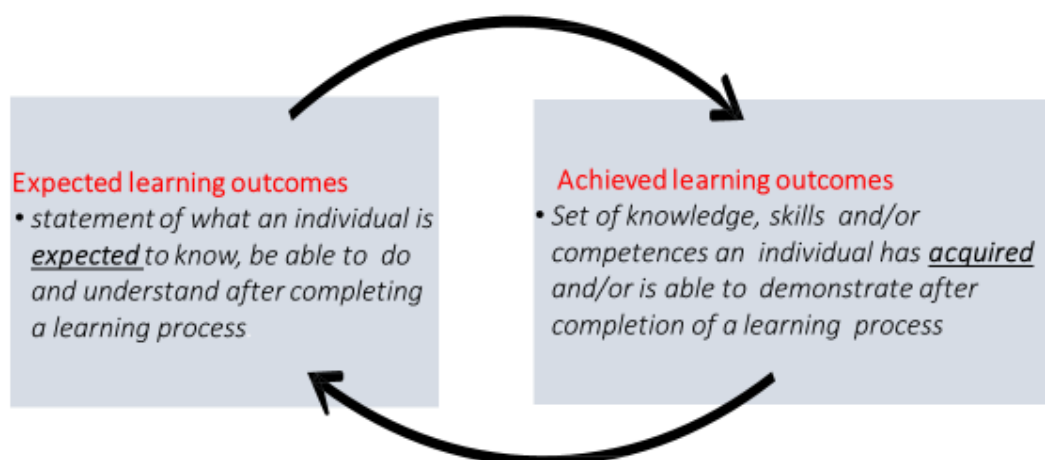 Expected learning outcomes
• statement of what an individual is
expected to know, be able to do
and understand after completing
a learning process
Achieved learning outcomes
• Set of knowledge, skills and/or
competences an individual has acquired
and/or is able to demonstrate after
completion of a learning process